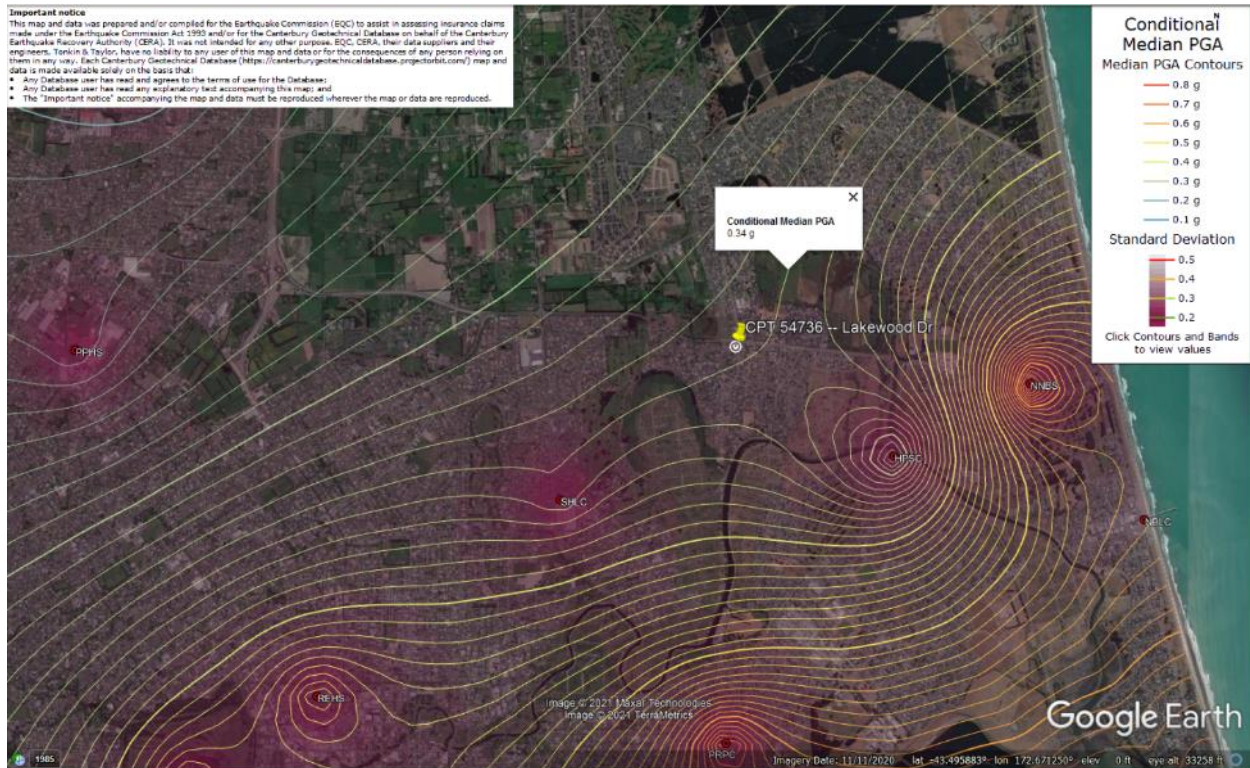 Important notice
This map and data was prepared and/or compiled for the Earthquake Commission (EQC) to assist in assessing insurance claims
made under the Earthquake Commission Act 1993 and/or for the Canterbury Geotechnical Database on behalf of the Canterbury
Earthquake Recovery Authority (CERA). It was not intended for any other purpose. EQC, CERA, their data suppliers and their
engineers, Tonkin & Taylor, have no liability to any user of this map and data or for the consequences of any person relying on
them in any way. Each Canterbury Geotechnical Database (https://canterburygeotechnicaldatabase.projectorbit.com/) map and
data is made available solely on the basis that:
• Any Database user has read and agrees to the terms of use for the Database;
• Any Database user has read any explanatory text accompanying this map; and
• The "Important notice" accompanying the map and data must be reproduced wherever the map or data are reproduced.
N
Conditional
Median PGA
Median PGA Contours
0.8 g
0.7 g
0.6 g
0.5 g
0.4 g
0.3 g
0.2 g
0.1 g
Standard Deviation
0.5
0.4
0.3
0.2
Click Contours and Bands
to view values
Conditional Median PGA
0.34 g
CPT 54736 -- Lakewood Dr
PPHS
NNBS
HPSC
SHLC
NBLC
REHS
PRPC
Image © 2021 Maxar Technologies
Image © 2021 TerraMetrics
Google Earth
1985
Imagery Date: 11/11/2020 lat -43.495883° lon 172.671250° elev 0 ft eye alt 33258 ft